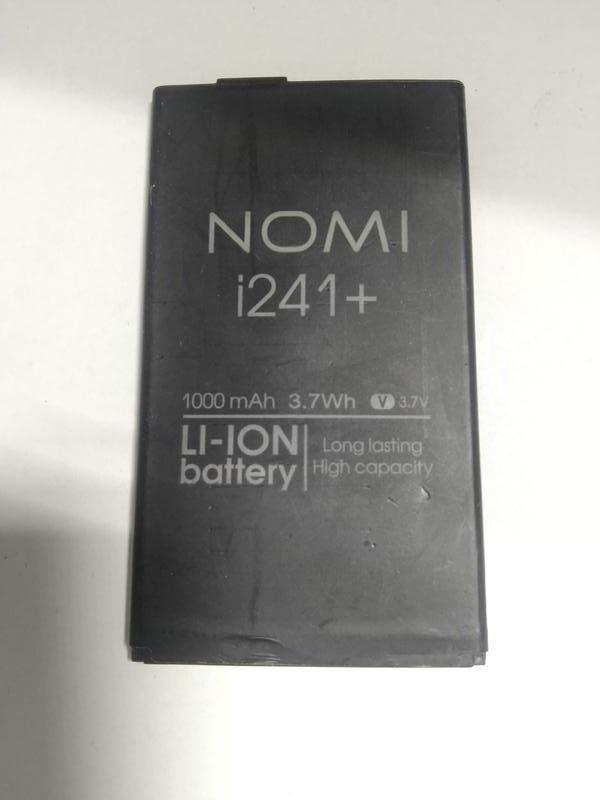 NOMI
i241+
1000 mAh 3.7Wh V 3.7V
LI-ION
battery
Long lasting
High capacity